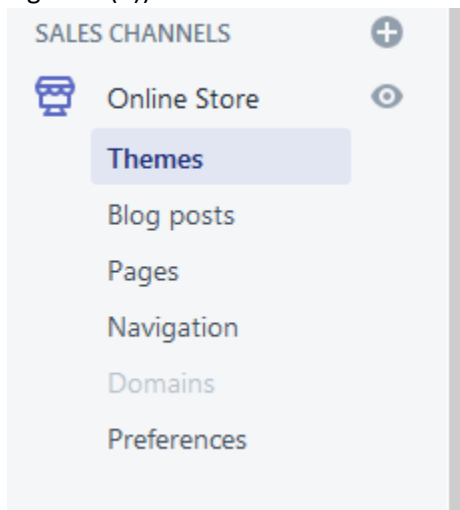 SALES CHANNELS
Online Store
Themes
Blog posts
Pages
Navigation
Domains
Preferences